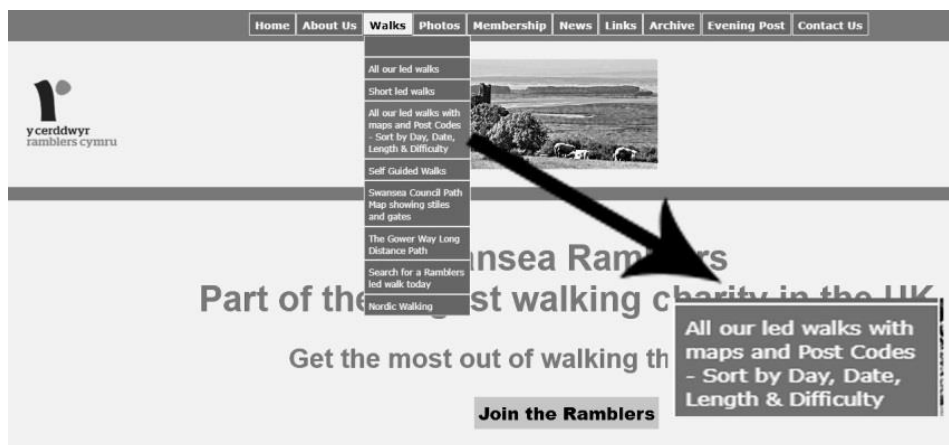 Home About Us Walks Photos Membership News Links Archive Evening Post Contact Us
All our led walks
Short led walks
All our led walks with
maps and Post Codes
- Sort by Day, Date,
Length & Difficulty
Self Guided Walks
Swansea Council Path
Map showing stiles
and gates
The Gower Way Long
Distance Path
Search for a Ramblers
led walk today
Nordic Walking
y cerddwyr
ramblers cymru
nsea Ram rs
Part of the st walking charity in the UK
Get the most out of walking th
All our led walks with
maps and Post Codes
- Sort by Day, Date,
Length & Difficulty
Join the Ramblers